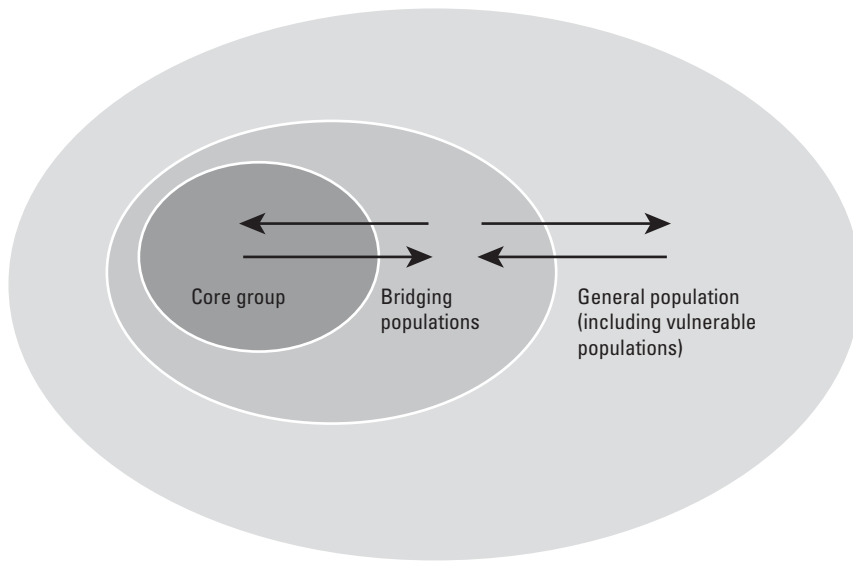 Core group
Bridging
populations
General population
(including vulnerable
populations)